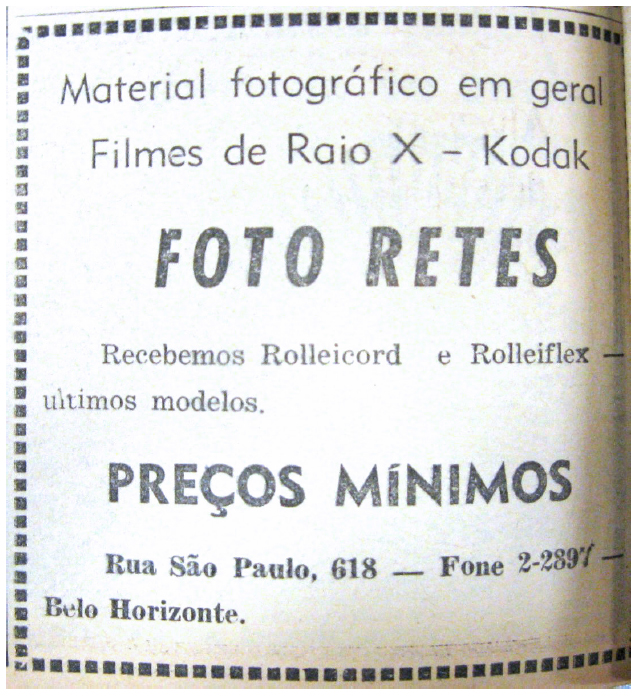 Material fotográfico em geral
Filmes de Raio X – Kodak
FOTO RETES
Recebemos Rolleicord e Rolleiflex —
ultimos modelos.
PREÇOS MÍNIMOS
Rua São Paulo, 618 — Fone 2-2897 —
Belo Horizonte.